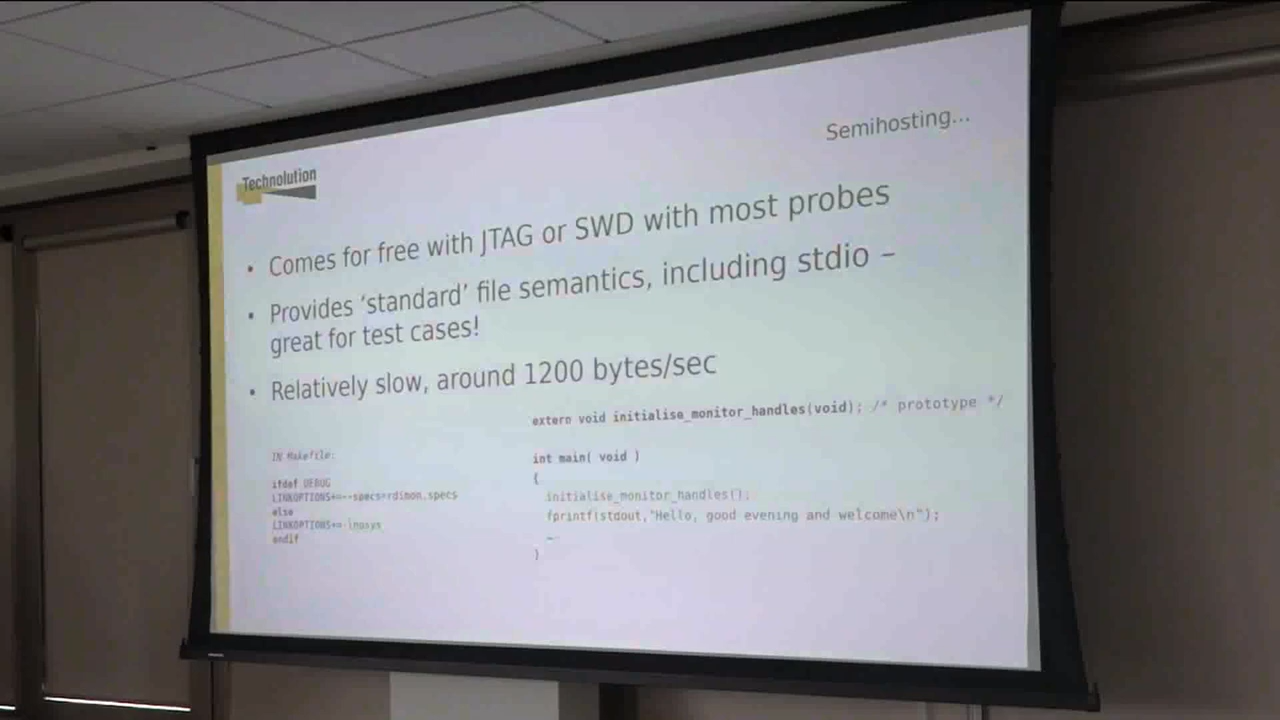 Semihosting...
Technolution
• Comes for free with JTAG or SWD with most probes
• Provides ‘standard’ file semantics, including stdio –
great for test cases!
• Relatively slow, around 1200 bytes/sec
extern void initialise_monitor_handles(void); /* prototype */
int main( void )
{
initialise_monitor_handles();
fprintf(stdout,"Hello, good evening and welcome\n");
…
}
IN Makefile:
ifdef DEBUG
LINKOPTIONS+=--specs=rdimon.specs
else
LINKOPTIONS+=-lnosys
endif